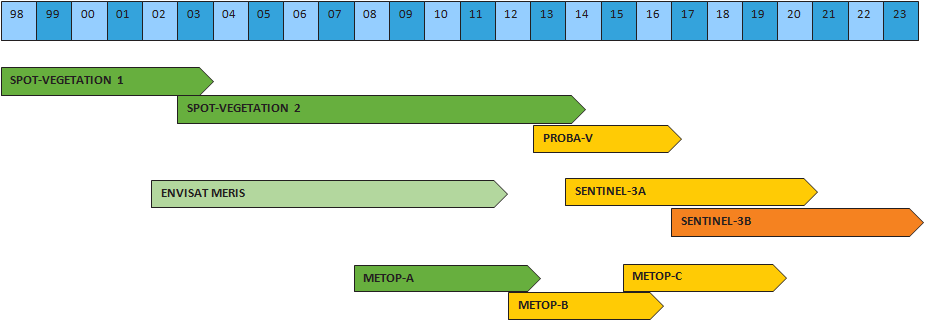 98 99 00 01 02 03 04 05 06 07 08 09 10 11 12 13 14 15 16 17 18 19 20 21 22 23
SPOT-VEGETATION 1
SPOT-VEGETATION 2
PROBA-V
ENVISAT MERIS
SENTINEL-3A
SENTINEL-3B
METOP-A
METOP-C
METOP-B